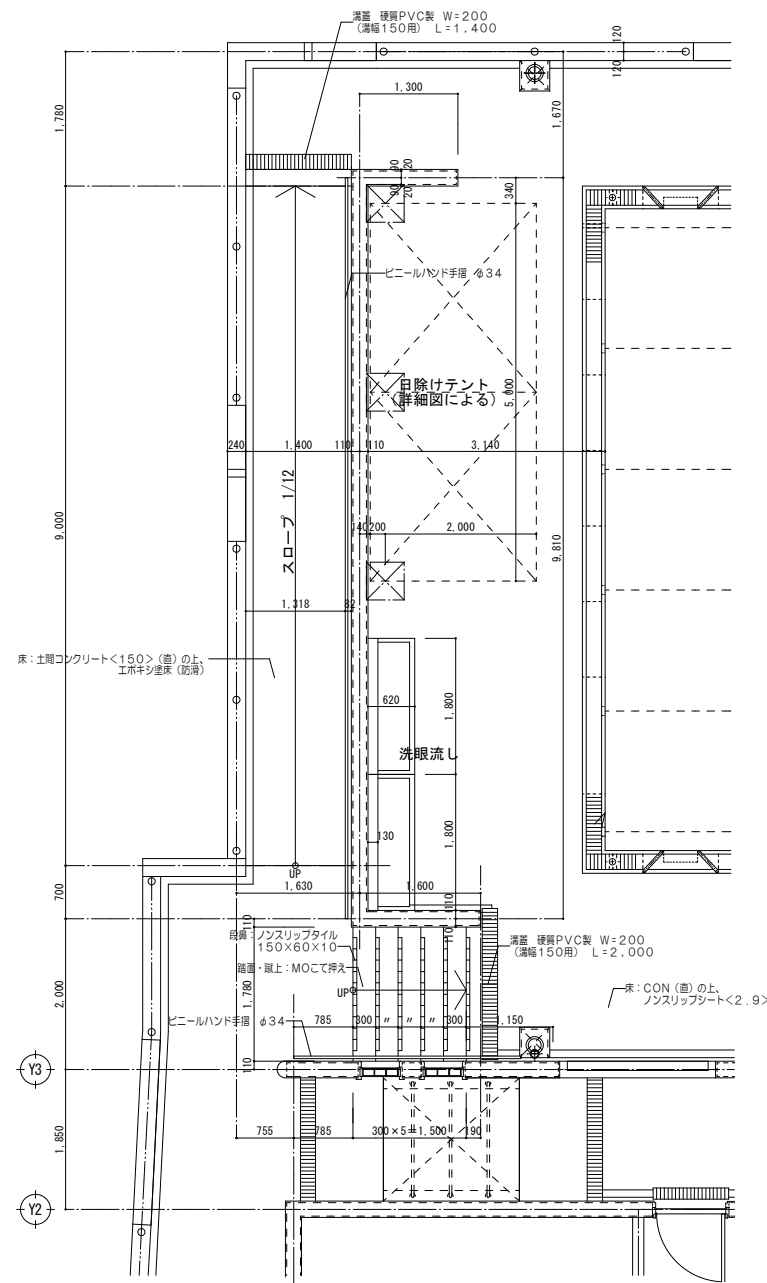 溝蓋 硬質PVC製 W=200
(溝幅150用) L=1,400
120
120
1,300
1,780
1,670
90
20
90
20
340
ビニールハンド手摺 φ34
日除けテント
(詳細図による)
5,000
240
1,400
110
110
3,140
スロープ 1/12
9,000
140
200
2,000
9,810
1,318
82
床:土間コンクリート<150>(直)の上、
エポキシ塗床(防滑)
620
1,800
洗眼流し
130
1,800
UP
700
1,630
1,600
110
110
110
段鼻:ノンスリップタイル
150×60×10
踏面・蹴上:MOこて押え
溝蓋 硬質PVC製 W=200
(溝幅150用) L=2,000
2,000
1,780
UP
床:CON(直)の上、
ノンスリップシート<2.9>
ビニールハンド手摺 φ34
785
300
〃
〃
〃
300
1,150
Y3
110
755
785
300×5=1,500
190
1,850
Y2